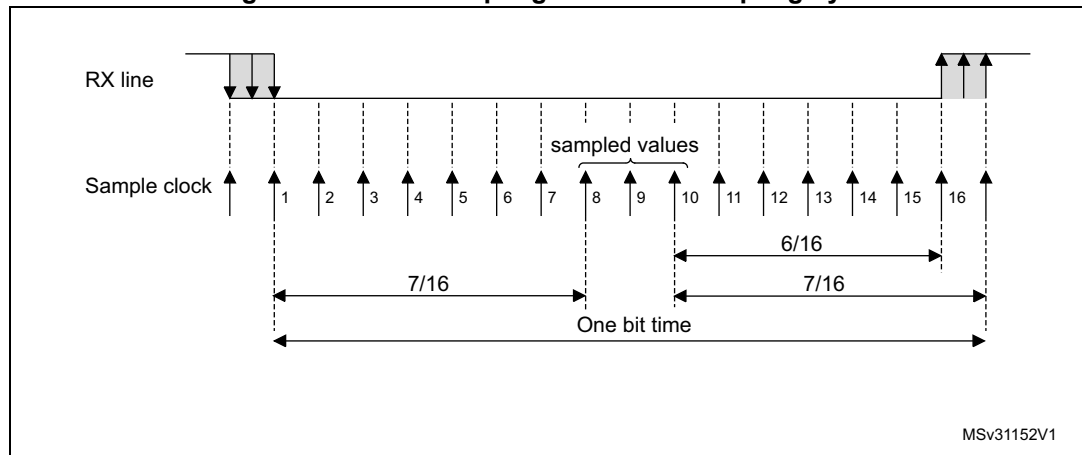 RX line
sampled values
Sample clock
1 2 3 4 5 6 7 8 9 10 11 12 13 14 15 16
6/16
7/16 7/16
One bit time
MSv31152V1